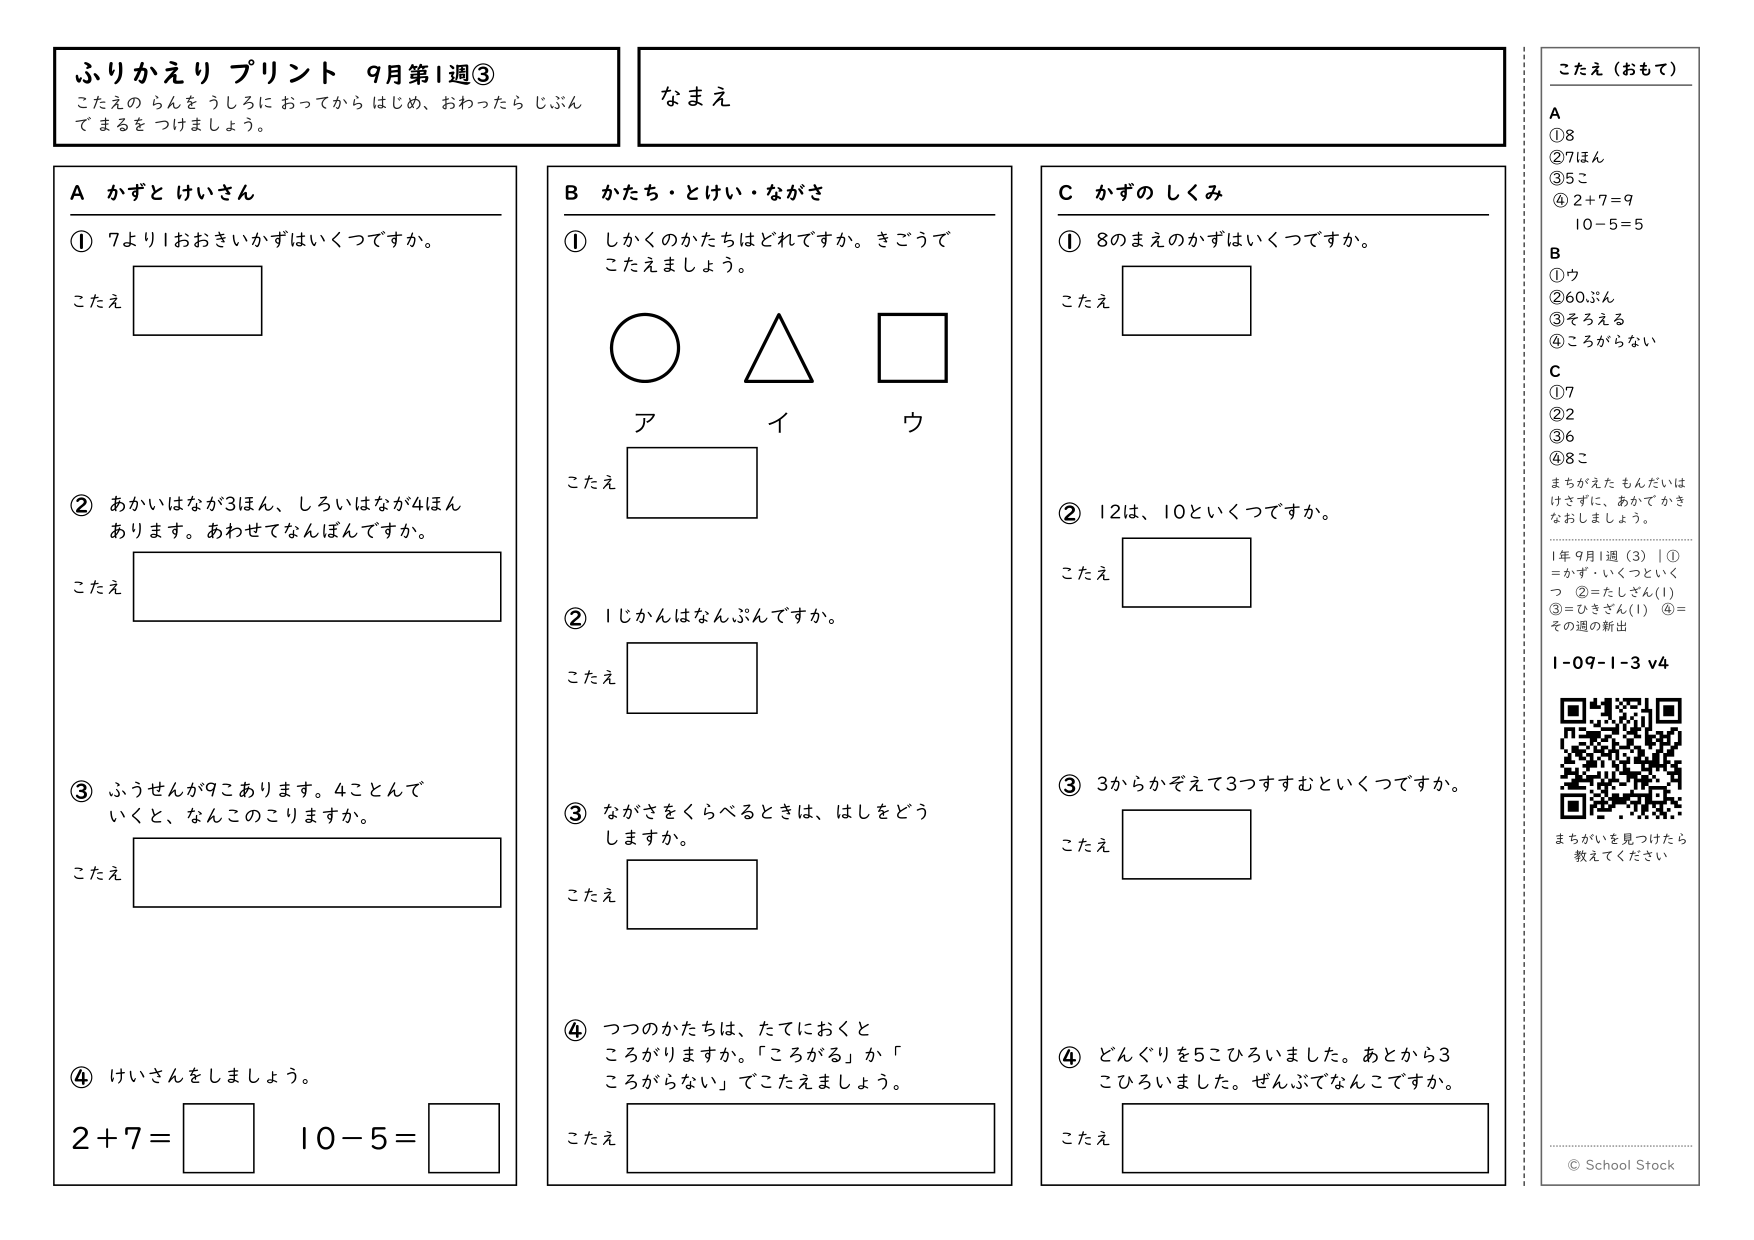 ふりかえり プリント　9月第1週③
こたえの らんを うしろに おってから はじめ、おわったら じぶん
で まるを つけましょう。
なまえ
A　かずと けいさん
① 7より1おおきいかずはいくつですか。
こたえ
② あかいはなが3ほん、しろいはなが4ほん
あります。あわせてなんぼんですか。
こたえ
③ ふうせんが9こあります。4ことんで
いくと、なんこのこりますか。
こたえ
④ けいさんをしましょう。
2＋7＝　10－5＝
B　かたち・とけい・ながさ
① しかくのかたちはどれですか。きごうで
こたえましょう。
ア　イ　ウ
こたえ
② 1じかんはなんぷんですか。
こたえ
③ ながさをくらべるときは、はしをどう
しますか。
こたえ
④ つつのかたちは、たてにおくと
ころがりますか。「ころがる」か「
ころがらない」でこたえましょう。
こたえ
C　かずの しくみ
① 8のまえのかずはいくつですか。
こたえ
② 12は、10といくつですか。
こたえ
③ 3からかぞえて3つすすむといくつですか。
こたえ
④ どんぐりを5こひろいました。あとから3
こひろいました。ぜんぶでなんこですか。
こたえ
こたえ（おもて）
A
①8
②7ほん
③5こ
④ 2＋7＝9
10－5＝5
B
①ウ
②60ぷん
③そろえる
④ころがらない
C
①7
②2
③6
④8こ
まちがえた もんだいは
けさずに、あかで かき
なおしましょう。
1年 9月1週（3）｜①
＝かず・いくつといく
つ　②＝たしざん(1)
③＝ひきざん(1)　④＝
その週の新出
1-09-1-3 v4
まちがいを見つけたら
教えてください
© School Stock